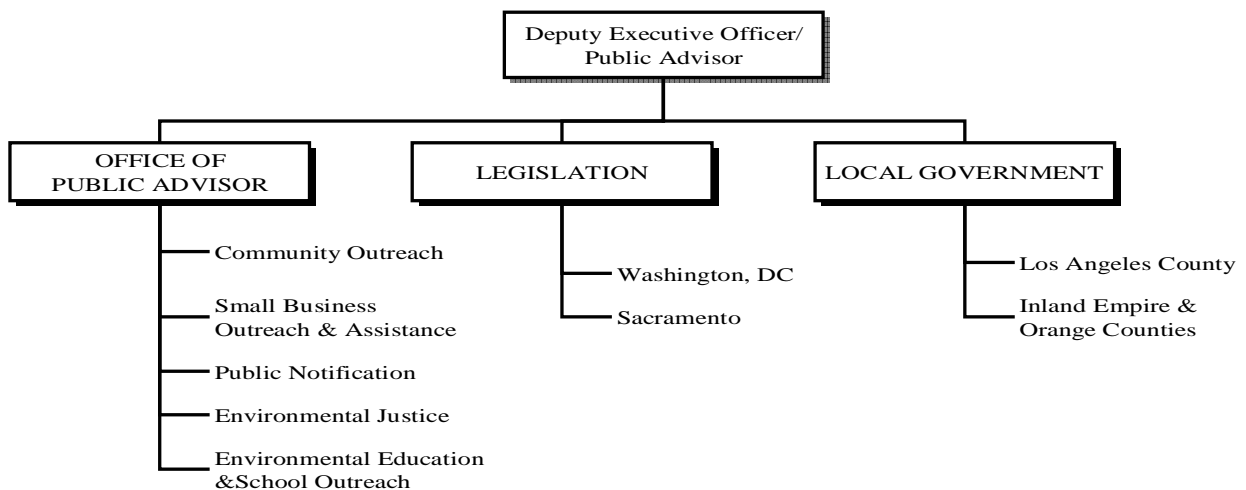 Deputy Executive Officer/
Public Advisor
OFFICE OF
PUBLIC ADVISOR
LEGISLATION
LOCAL GOVERNMENT
Community Outreach
Small Business
Outreach & Assistance
Public Notification
Environmental Justice
Environmental Education
&School Outreach
Washington, DC
Sacramento
Los Angeles County
Inland Empire &
Orange Counties